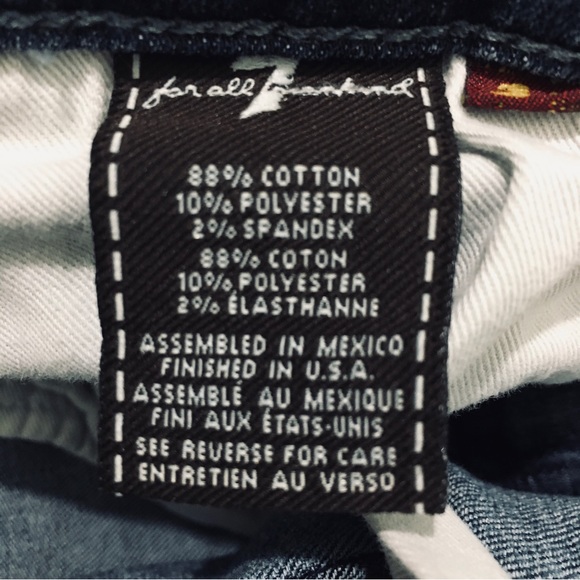 7
for all mankind
88% COTTON
10% POLYESTER
2% SPANDEX
88% COTON
10% POLYESTER
2% ÉLASTHANNE
ASSEMBLED IN MEXICO
FINISHED IN U.S.A.
ASSEMBLÉ AU MEXIQUE
FINI AUX ÉTATS-UNIS
SEE REVERSE FOR CARE
ENTRETIEN AU VERSO